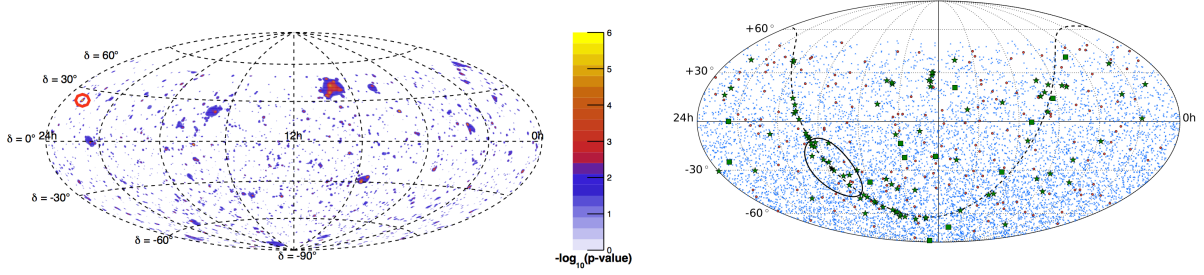 δ = 60°
δ = 30°
δ = 0°
24h
12h
0h
δ = -30°
δ = -60°
δ = -90°
6
5
4
3
2
1
0
-log10(p-value)
+60°
+30°
24h
0h
-30°
-60°